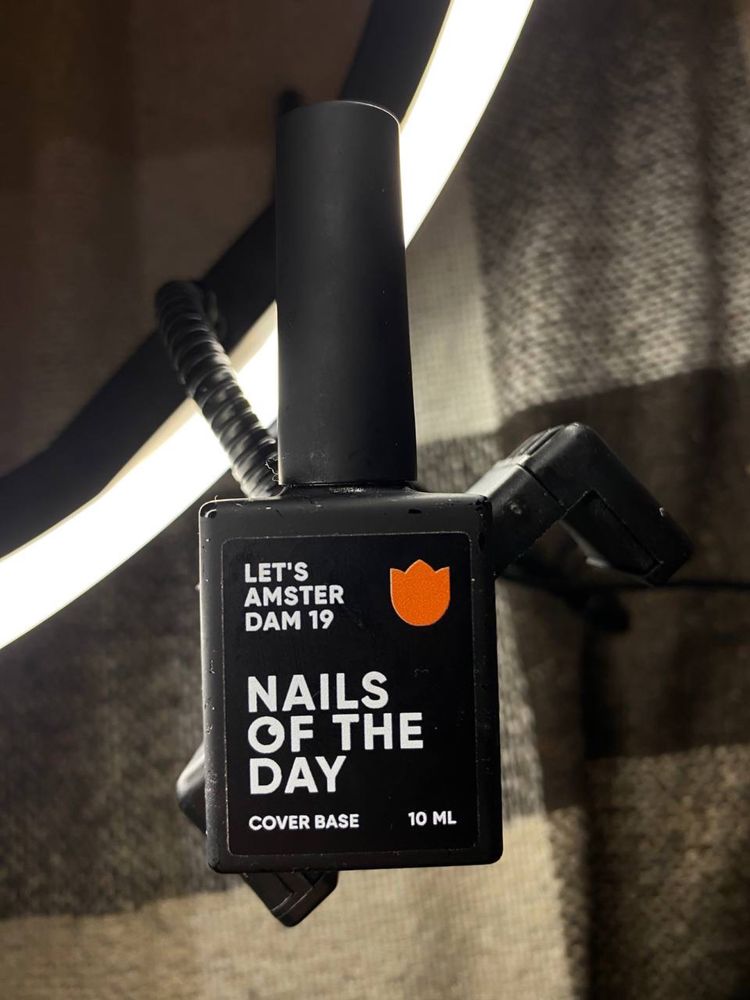 LET'S
AMSTER
DAM 19
NAILS
OF THE
DAY
COVER BASE 10 ML